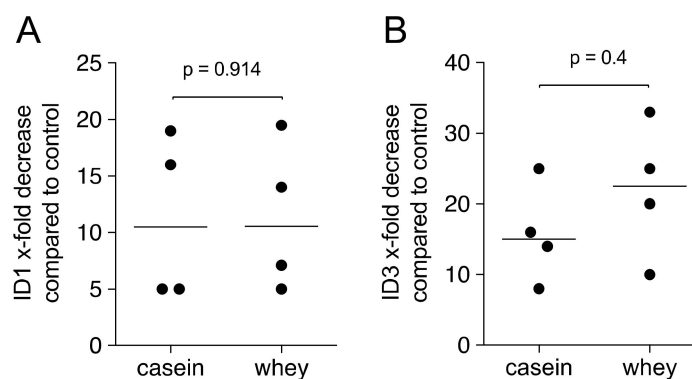 A
ID1 x-fold decrease
compared to control
25
20
15
10
5
0
p = 0.914
casein
whey
B
ID3 x-fold decrease
compared to control
40
30
20
10
0
p = 0.4
casein
whey